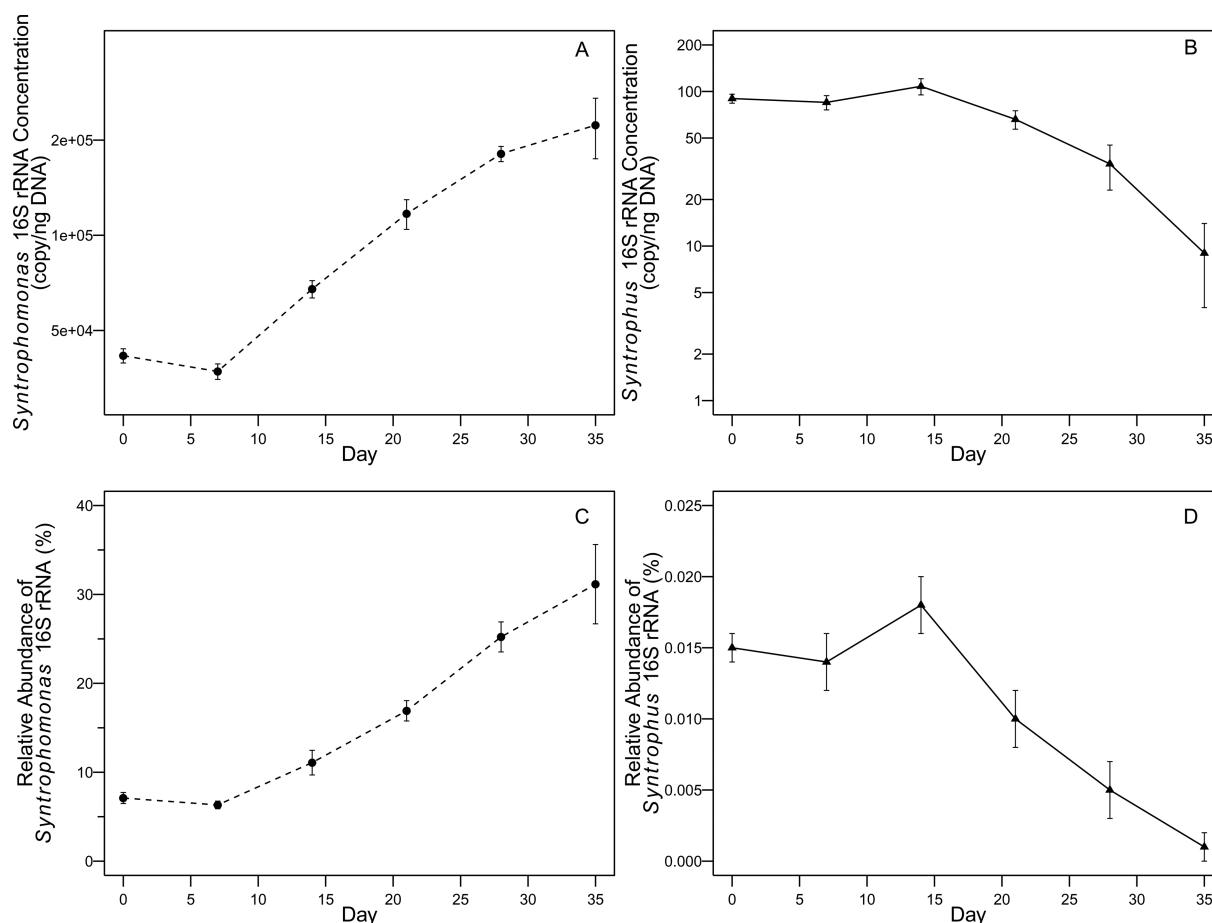 A
Syntrophomonas 16S rRNA Concentration
(copy/ng DNA)
2e+05
1e+05
5e+04
0 5 10 15 20 25 30 35
Day
B
Syntrophus 16S rRNA Concentration
(copy/ng DNA)
200
100
50
20
10
5
2
1
0 5 10 15 20 25 30 35
Day
C
Relative Abundance of
Syntrophomonas 16S rRNA (%)
40
30
20
10
0
0 5 10 15 20 25 30 35
Day
D
Relative Abundance of
Syntrophus 16S rRNA (%)
0.025
0.020
0.015
0.010
0.005
0.000
0 5 10 15 20 25 30 35
Day